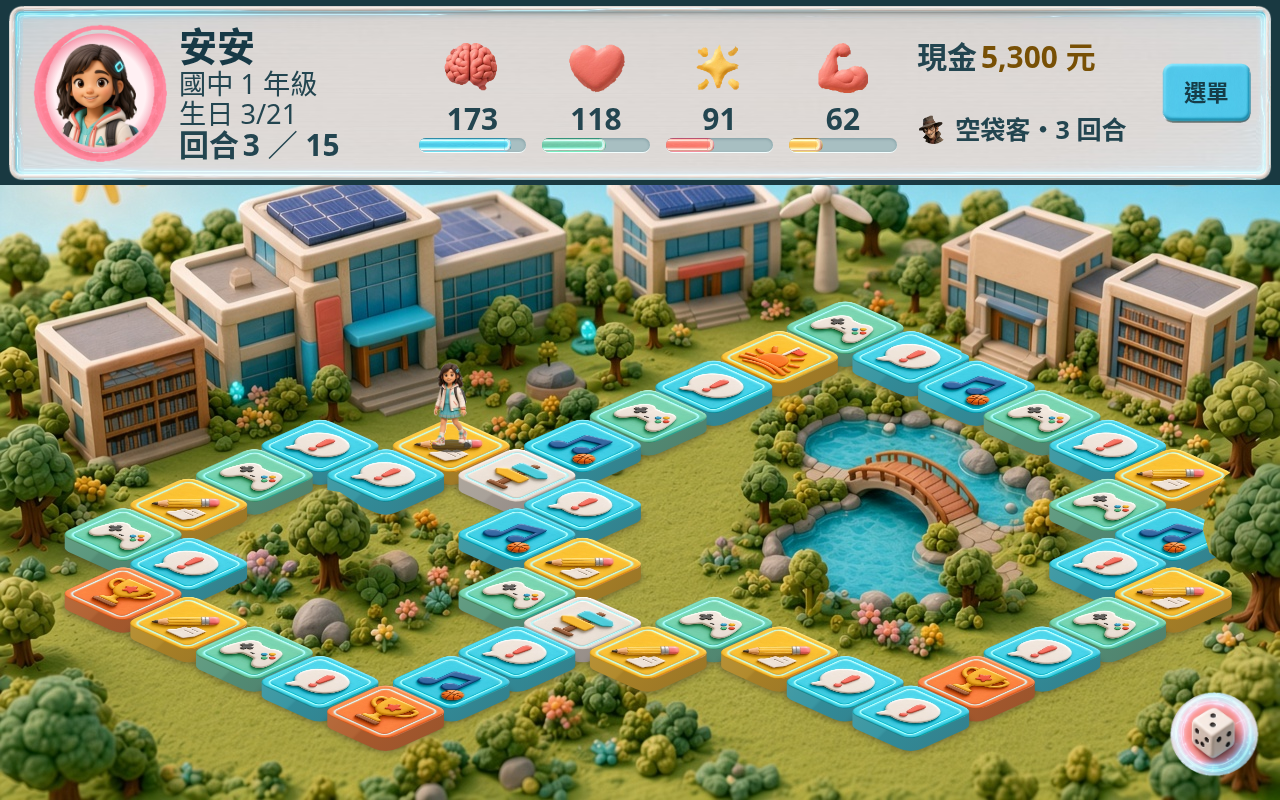 安安
國中 1 年級
生日 3/21
回合 3 ／ 15
173
118
91
62
現金 5,300 元
空袋客・3 回合
選單